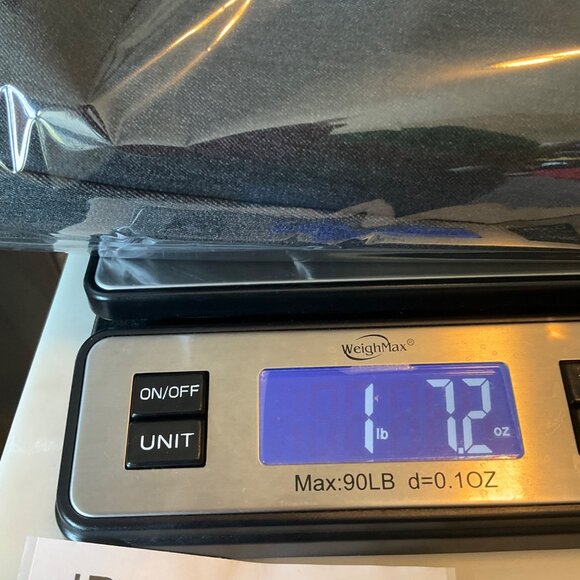 WeighMax®
ON/OFF
UNIT
1 lb 7.2 oz
Max:90LB d=0.1OZ